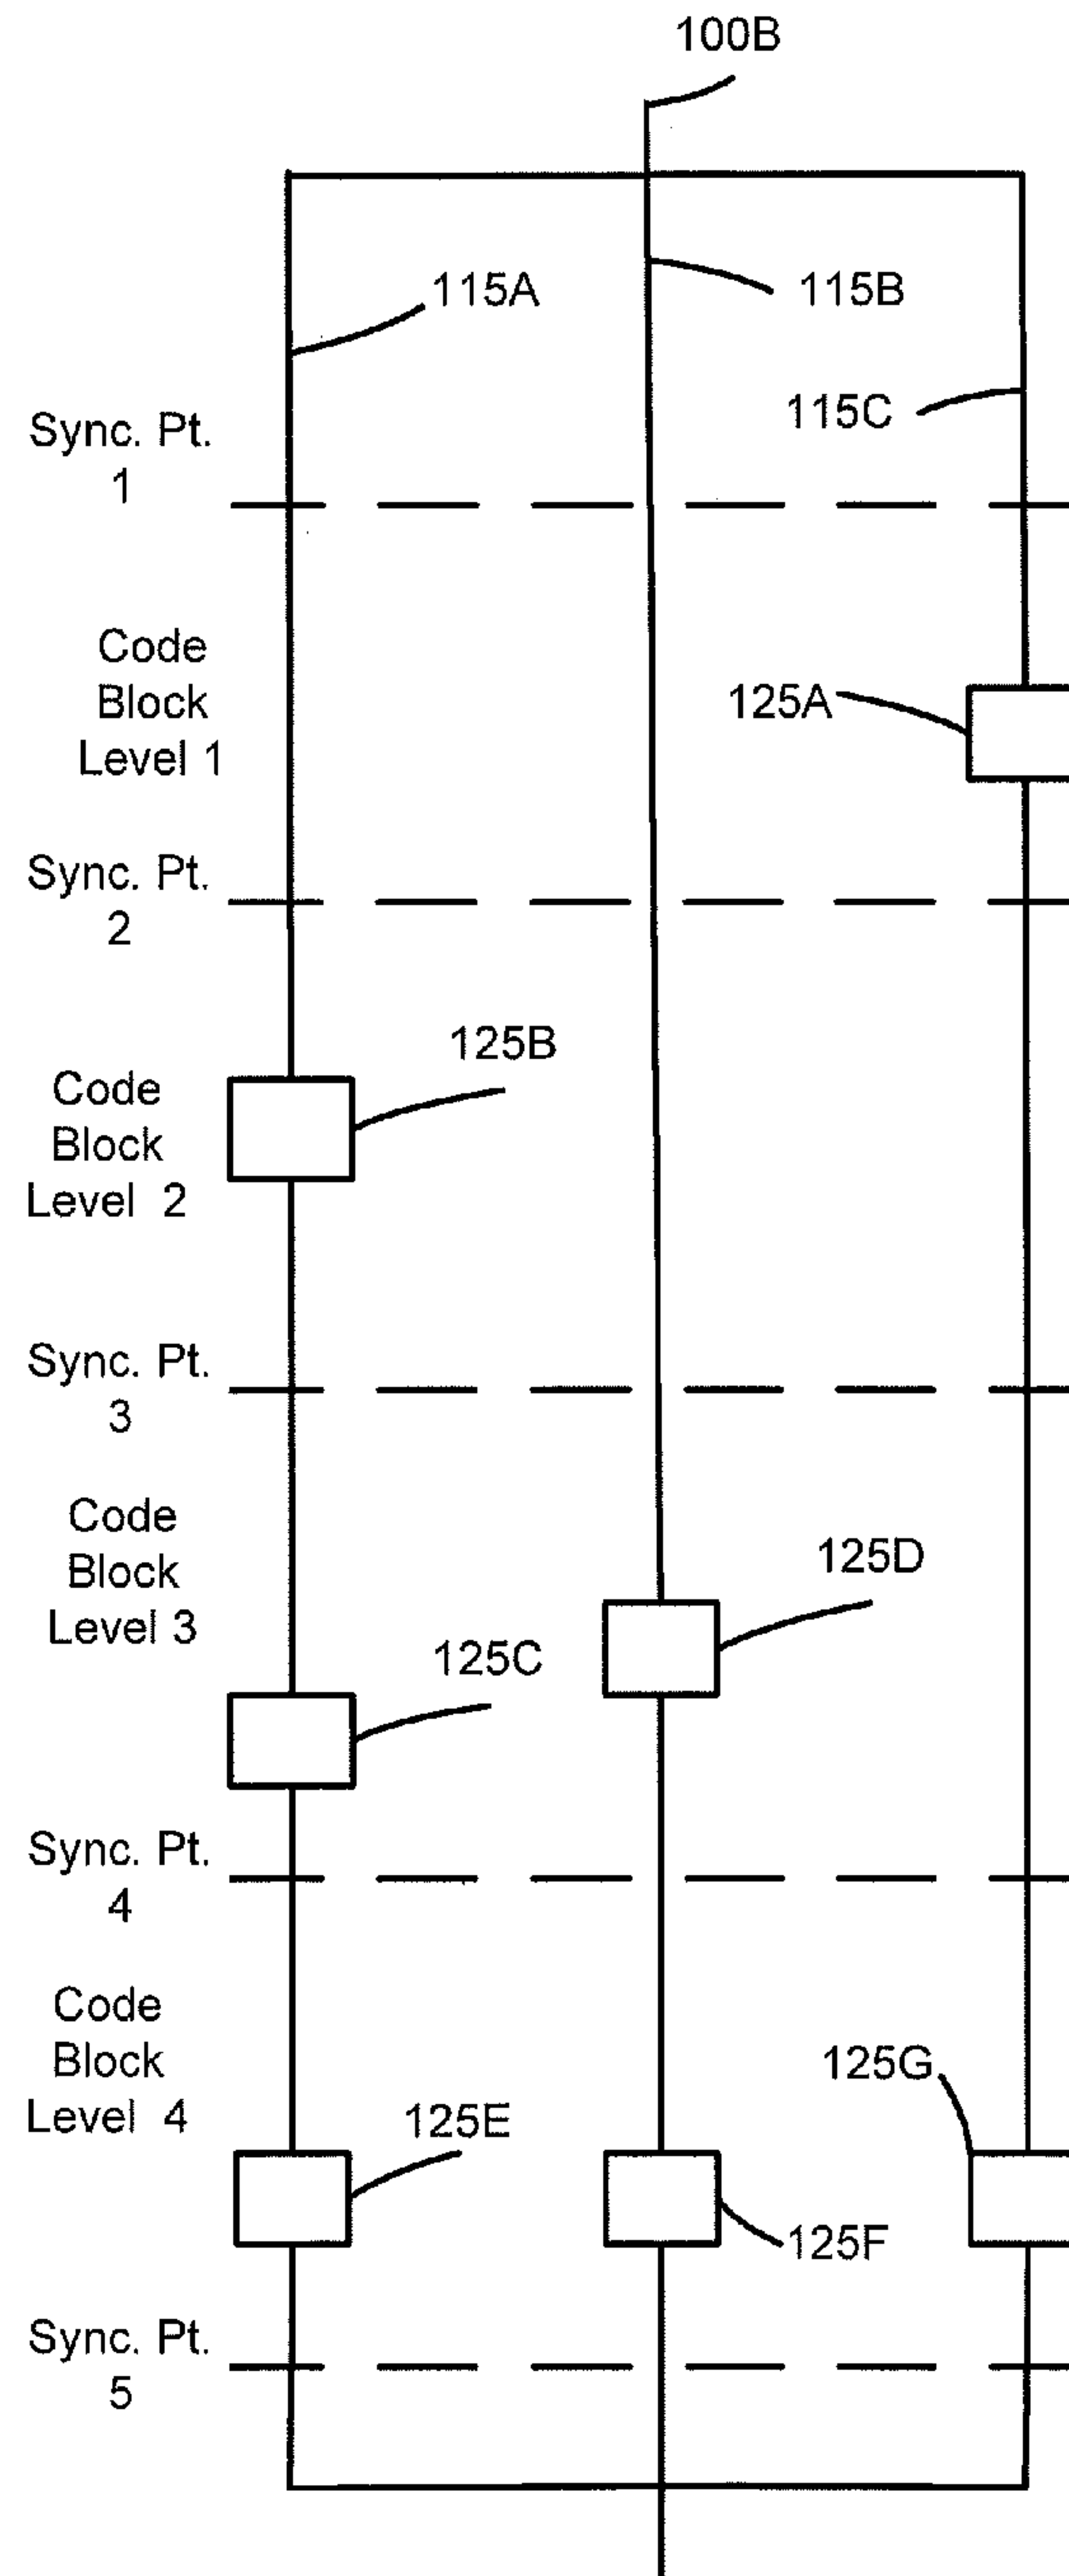 100B
115A
115B
115C
Sync. Pt.
1
Code
Block
Level 1
125A
Sync. Pt.
2
125B
Code
Block
Level 2
Sync. Pt.
3
Code
Block
Level 3
125D
125C
Sync. Pt.
4
Code
Block
Level 4
125G
125E
125F
Sync. Pt.
5